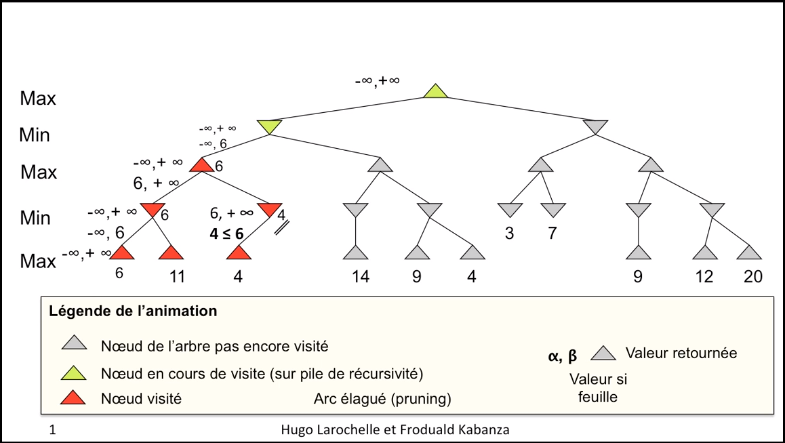 -∞,+∞
Max
Min
-∞,+ ∞
-∞, 6
Max
-∞,+ ∞
6
6, + ∞
Min
-∞,+ ∞
6
6, + ∞
4
-∞, 6
4 ≤ 6
3
7
Max
-∞,+ ∞
6
11
4
14
9
4
9
12
20
Légende de l'animation
Nœud de l'arbre pas encore visité
Nœud en cours de visite (sur pile de récursivité)
Nœud visité
Arc élagué (pruning)
α, β
Valeur retournée
Valeur si
feuille
1
Hugo Larochelle et Froduald Kabanza